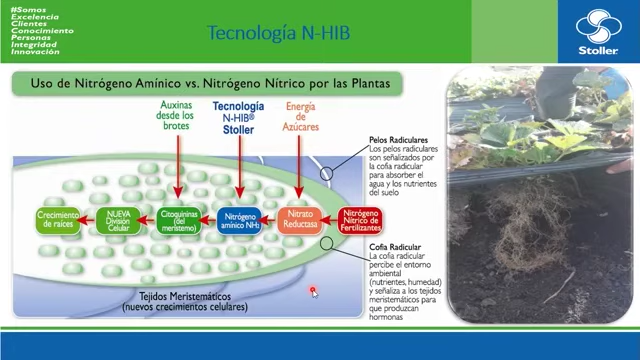 #Somos
Excelencia
Clientes
Conocimiento
Personas
Integridad
Innovación
Tecnología N-HIB
Stoller
Uso de Nitrógeno Amínico vs. Nitrógeno Nítrico por las Plantas
Auxinas
desde los
brotes
Tecnología
N-HIB®
Stoller
Energía
de
Azúcares
Crecimiento
de raíces
NUEVA
División
Celular
Citoquininas
(del
meristemo)
Nitrógeno
amínico NH₂
Nitrato
Reductasa
Nitrógeno
Nítrico de
Fertilizantes
Pelos Radiculares
Los pelos radiculares
son señalizados por
la cofia radicular
para absorber el
agua y los nutrientes
del suelo
Cofia Radicular
La cofia radicular
percibe el entorno
ambiental
(nutrientes, humedad)
y señaliza a los tejidos
meristemáticos para
que produzcan
hormonas
Tejidos Meristemáticos
(nuevos crecimientos celulares)